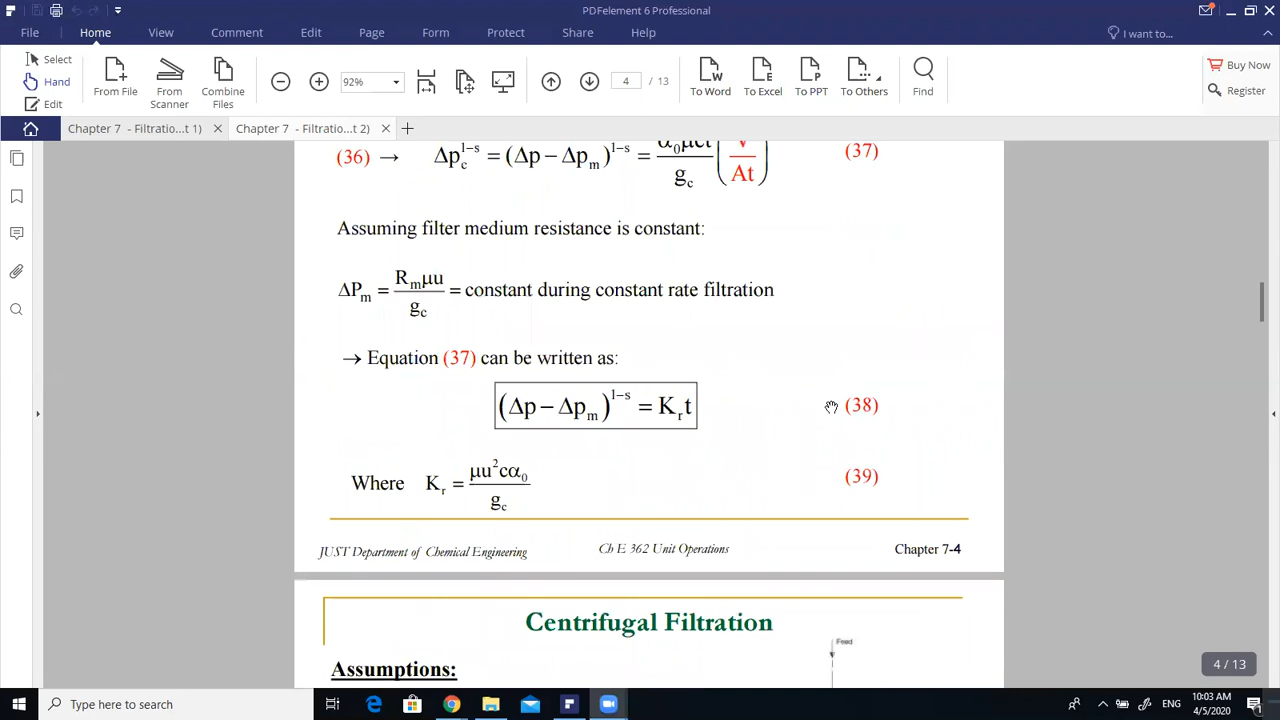 PDFelement 6 Professional
File Home View Comment Edit Page Form Protect Share Help I want to...
Select
Hand
Edit
From File
From Scanner
Combine Files
92%
4 / 13
To Word To Excel To PPT To Others Find
Buy Now
Register
Chapter 7 - Filtratio...t 1) Chapter 7 - Filtratio...t 2)
(36) → Δp_c^{1-s} = (Δp − Δp_m)^{1-s} = α₀μct/g_c (V/At) (37)
Assuming filter medium resistance is constant:
ΔP_m = R_mμu/g_c = constant during constant rate filtration
→ Equation (37) can be written as:
(Δp − Δp_m)^{1-s} = K_r t (38)
Where K_r = μu²cα₀/g_c (39)
JUST Department of Chemical Engineering Ch E 362 Unit Operations Chapter 7-4
Centrifugal Filtration
Feed
Assumptions:
4 / 13
Type here to search
ENG
10:03 AM
4/5/2020